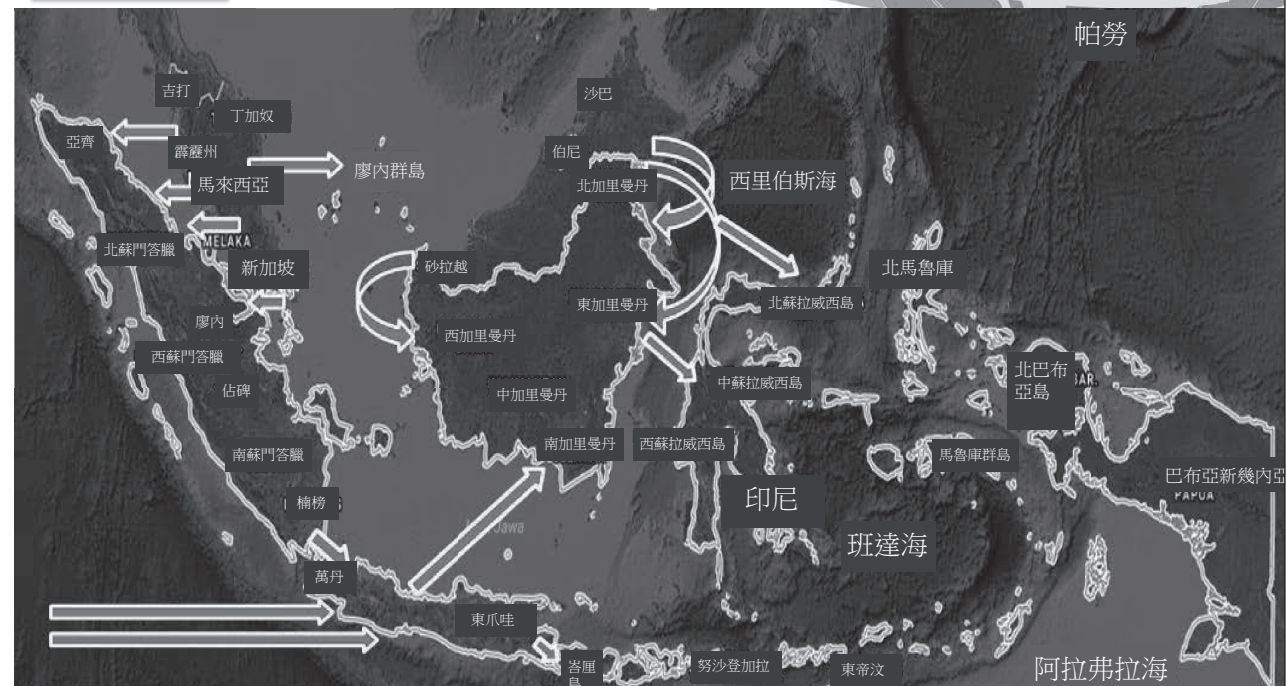 帕勞
沙巴
吉打
丁加奴
亞齊
霹靂州
伯尼
廖內群島
馬來西亞
北加里曼丹
西里伯斯海
MELAKA
北蘇門答臘
新加坡
砂拉越
北馬魯庫
東加里曼丹
北蘇拉威西島
廖內
西加里曼丹
西蘇門答臘
佔碑
中加里曼丹
中蘇拉威西島
北巴布
亞島
BAR.
南蘇門答臘
南加里曼丹
西蘇拉威西島
馬魯庫群島
巴布亞新幾內亞
PAPUA
楠榜
印尼
Jawa
班達海
萬丹
東爪哇
峇厘
島
努沙登加拉
東帝汶
阿拉弗拉海